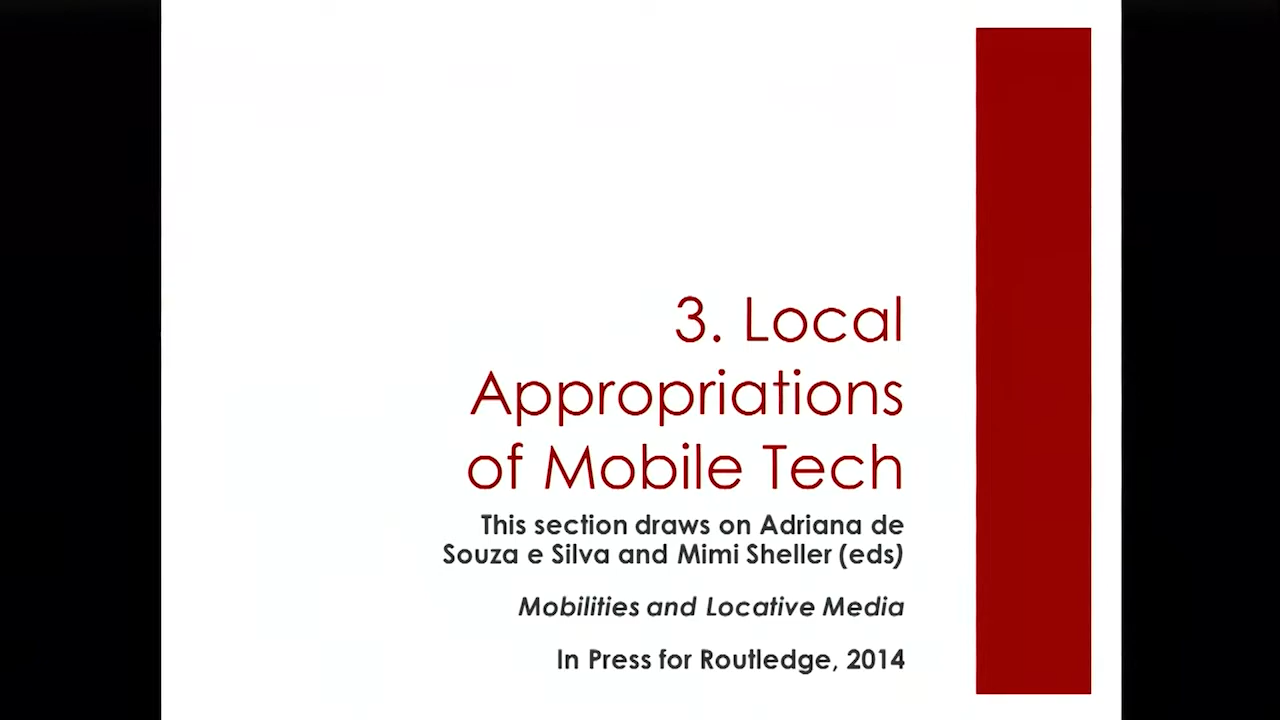 3. Local
Appropriations
of Mobile Tech
This section draws on Adriana de
Souza e Silva and Mimi Sheller (eds)
Mobilities and Locative Media
In Press for Routledge, 2014